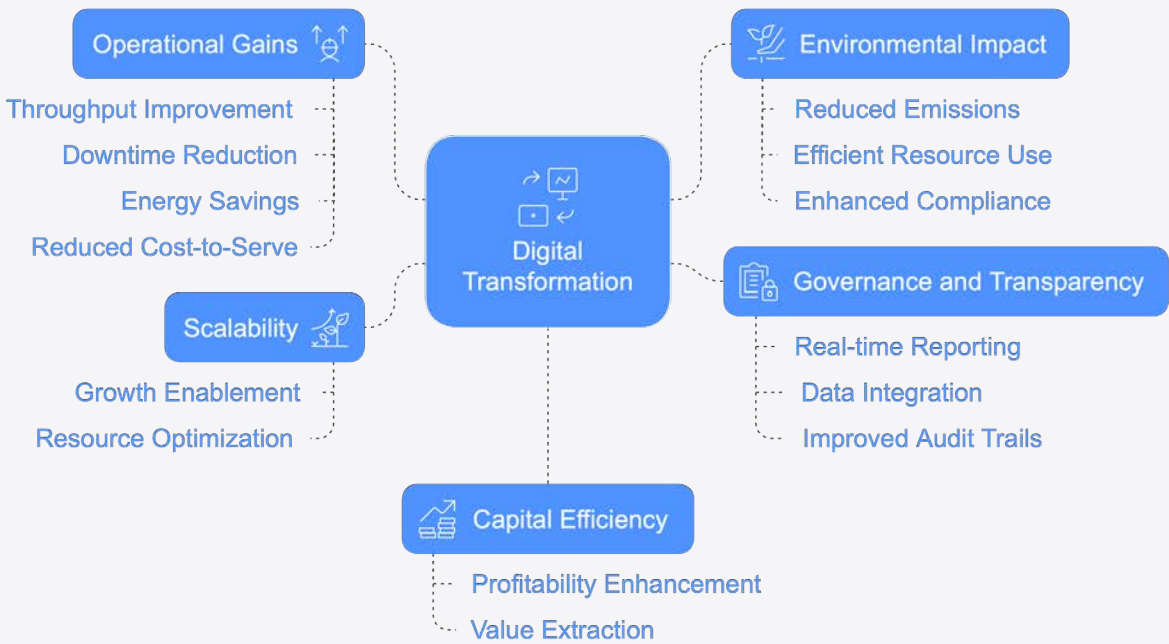 Operational Gains
Throughput Improvement
Downtime Reduction
Energy Savings
Reduced Cost-to-Serve
Scalability
Growth Enablement
Resource Optimization
Digital
Transformation
Environmental Impact
Reduced Emissions
Efficient Resource Use
Enhanced Compliance
Governance and Transparency
Real-time Reporting
Data Integration
Improved Audit Trails
Capital Efficiency
Profitability Enhancement
Value Extraction